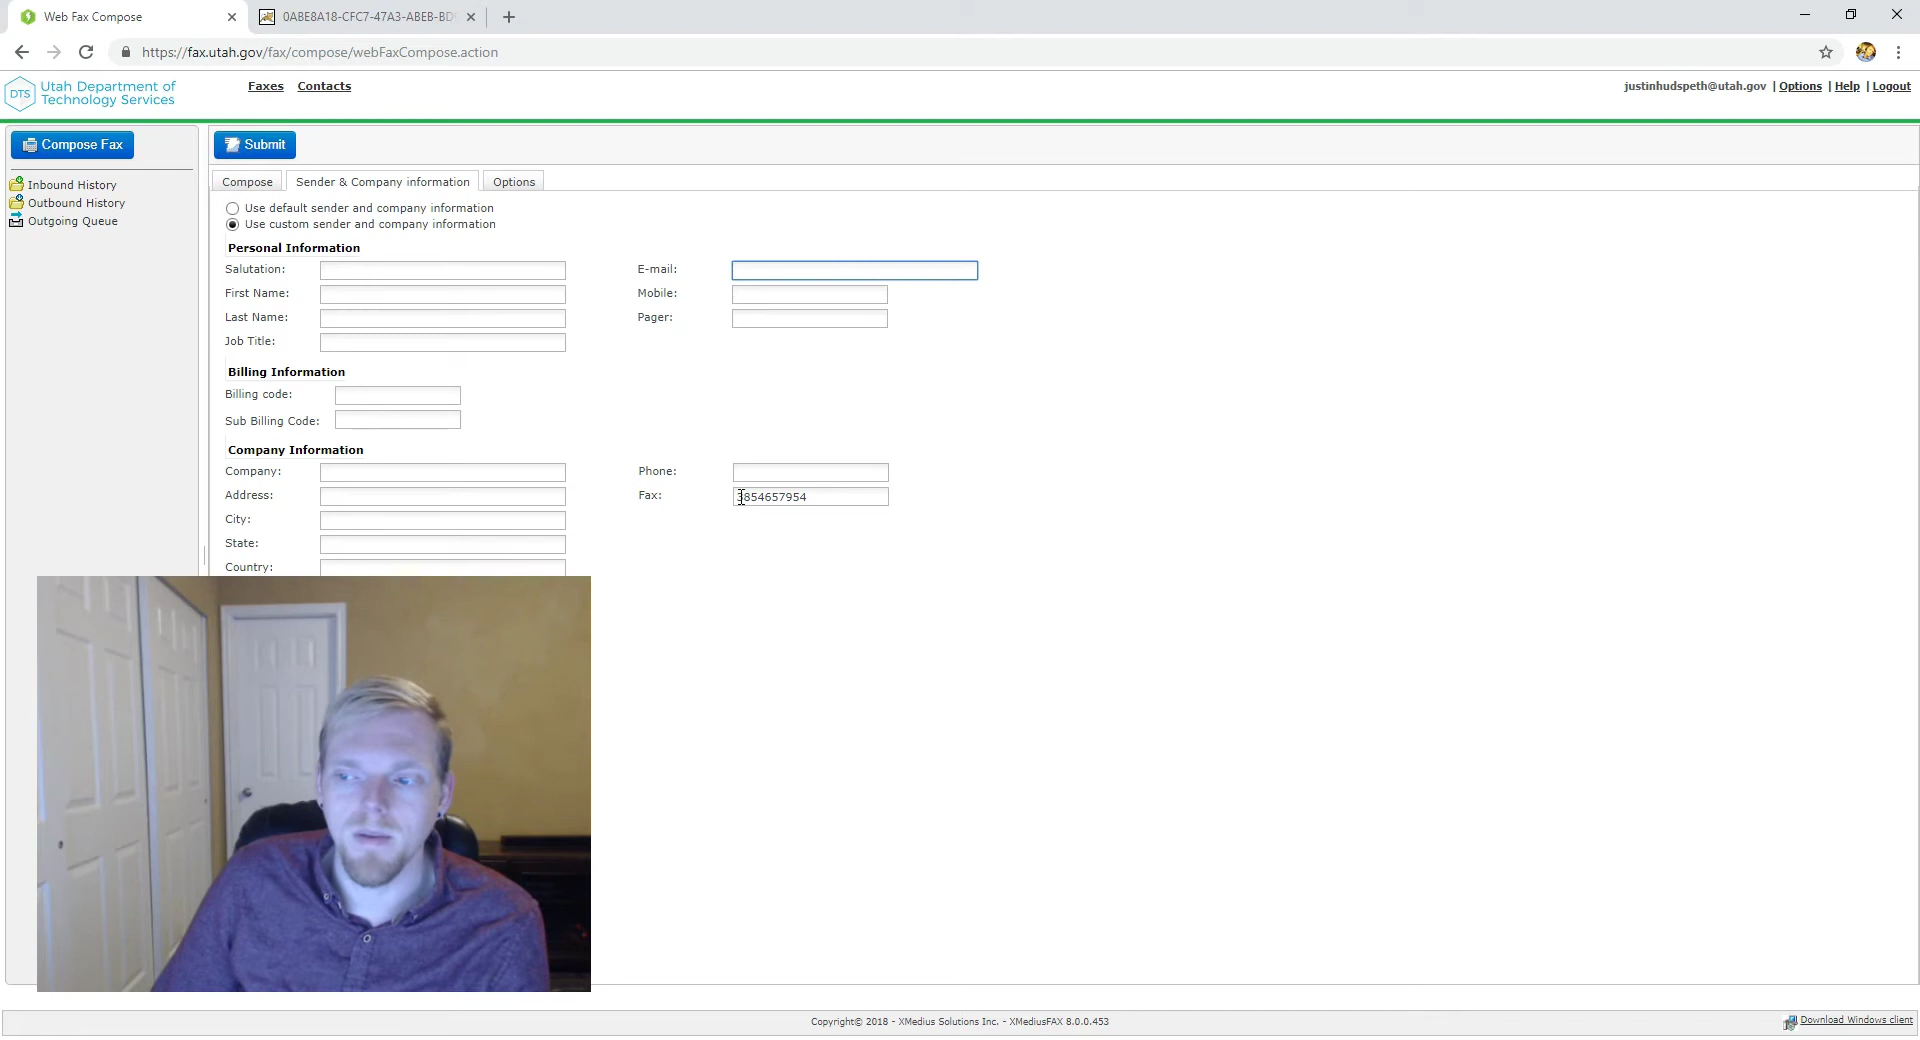 Web Fax Compose
0ABE8A18-CFC7-47A3-ABEB-BD
https://fax.utah.gov/fax/compose/webFaxCompose.action
DTS
Utah Department of
Technology Services
Faxes Contacts
justinhudspeth@utah.gov | Options | Help | Logout
Compose Fax
Inbound History
Outbound History
Outgoing Queue
Submit
Compose Sender & Company information Options
Use default sender and company information
Use custom sender and company information
Personal Information
Salutation: E-mail:
First Name: Mobile:
Last Name: Pager:
Job Title:
Billing Information
Billing code:
Sub Billing Code:
Company Information
Company: Phone:
Address: Fax: 3854657954
City:
State:
Country:
Copyright© 2018 - XMedius Solutions Inc. - XMediusFAX 8.0.0.453
Download Windows client